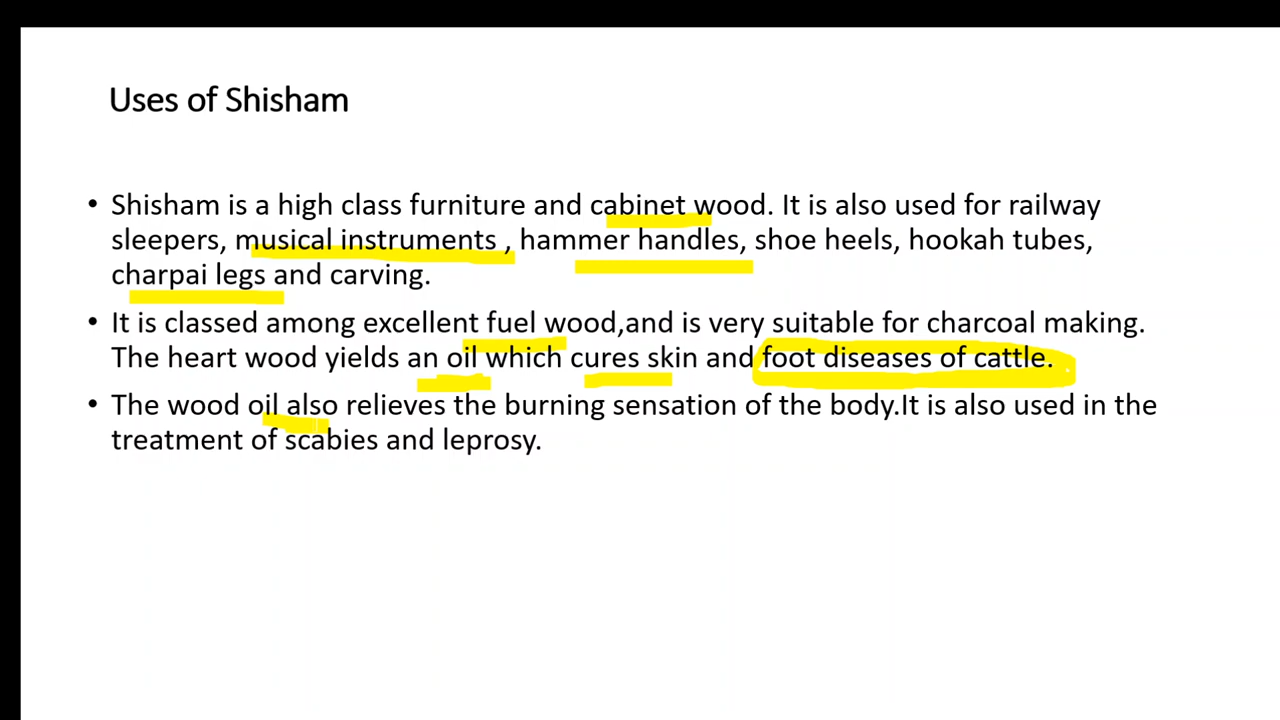 Uses of Shisham
• Shisham is a high class furniture and cabinet wood. It is also used for railway
sleepers, musical instruments , hammer handles, shoe heels, hookah tubes,
charpai legs and carving.
• It is classed among excellent fuel wood,and is very suitable for charcoal making.
The heart wood yields an oil which cures skin and foot diseases of cattle.
• The wood oil also relieves the burning sensation of the body.It is also used in the
treatment of scabies and leprosy.